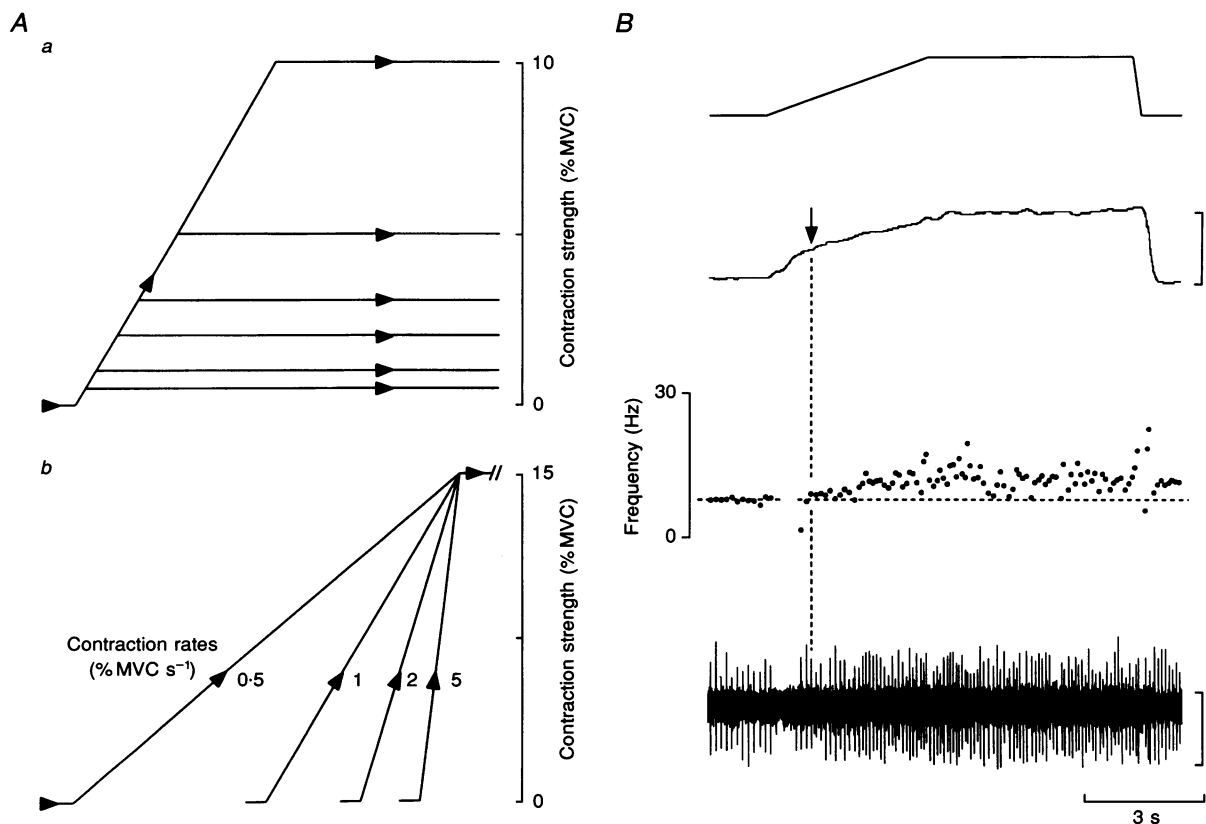 A
a
10
Contraction strength (% MVC)
0
b
15
Contraction strength (% MVC)
Contraction rates
(% MVC s⁻¹)
0·5
1
2
5
0
B
30
Frequency (Hz)
0
3 s